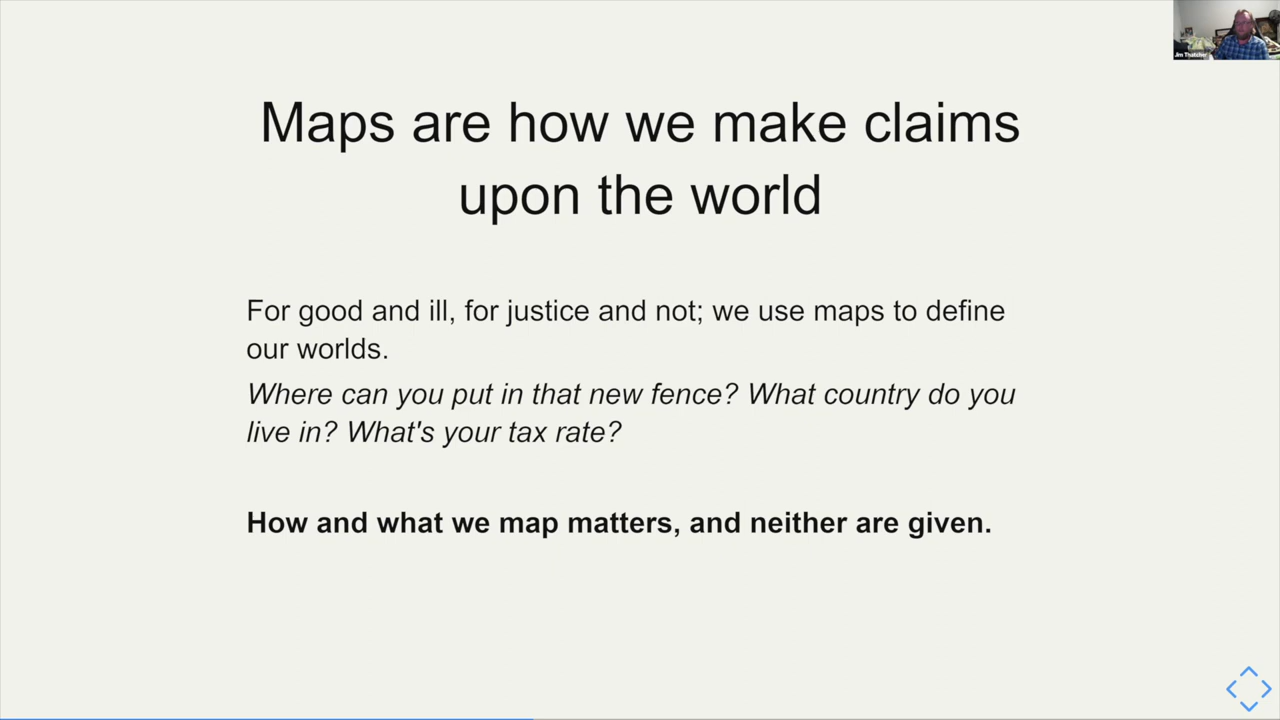 Jim Thatcher
Maps are how we make claims
upon the world
For good and ill, for justice and not; we use maps to define
our worlds.
Where can you put in that new fence? What country do you
live in? What's your tax rate?
How and what we map matters, and neither are given.